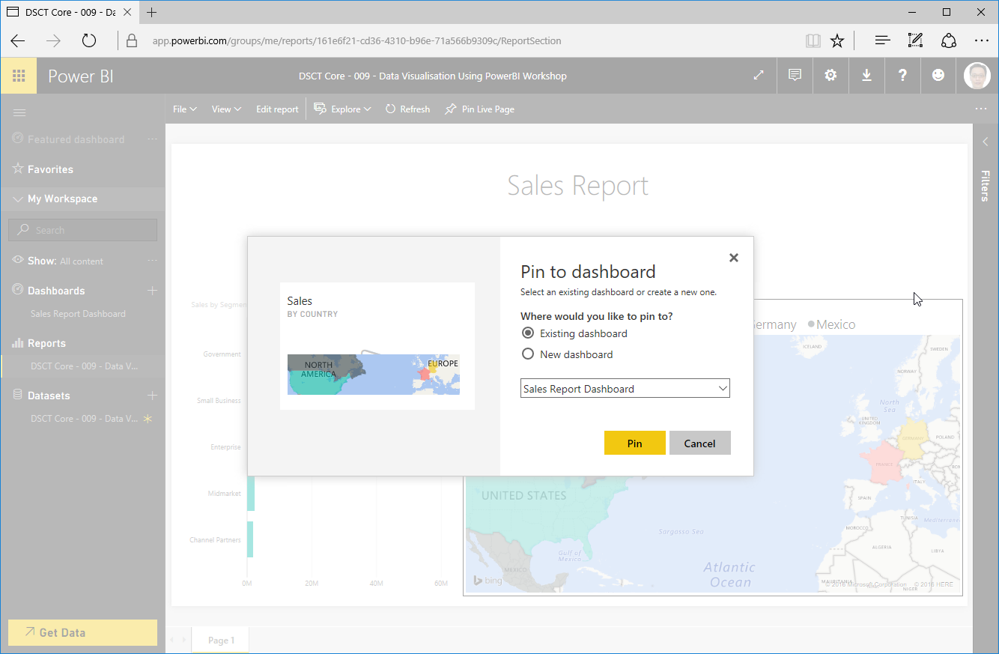 DSCT Core - 009 - Da
app.powerbi.com/groups/me/reports/161e6f21-cd36-4310-b96e-71a566b9309c/ReportSection
Power BI
DSCT Core - 009 - Data Visualisation Using PowerBI Workshop
File
View
Edit report
Explore
Refresh
Pin Live Page
Featured dashboard
Favorites
My Workspace
Search
Show: All content
Dashboards
Sales Report Dashboard
Reports
DSCT Core - 009 - Data V...
Datasets
DSCT Core - 009 - Data V...
Get Data
Filters
Sales Report
Sales by Segmen
Government
Small Business
Enterprise
Midmarket
Channel Partners
0M
20M
40M
60M
Sales
BY COUNTRY
NORTH
AMERICA
EUROPE
Pin to dashboard
Select an existing dashboard or create a new one.
Where would you like to pin to?
Existing dashboard
New dashboard
Sales Report Dashboard
Pin
Cancel
ermany
Mexico
ICELAND
SWEDEN
NORWAY
North
Sea
UNITED
KINGDOM
GERMANY
POLAND
FRANCE
ITALY
SPAIN
TUNISIA
Mediterrane
MOROCCO
ALGERIA
LIBYA
MAURITANIA
NIGER
UNITED STATES
Sargasso Sea
Gulf of
Mexico
MEXICO
Atlantic
Ocean
bing
© 2016 Microsoft Corporation
© 2016 HERE
Page 1